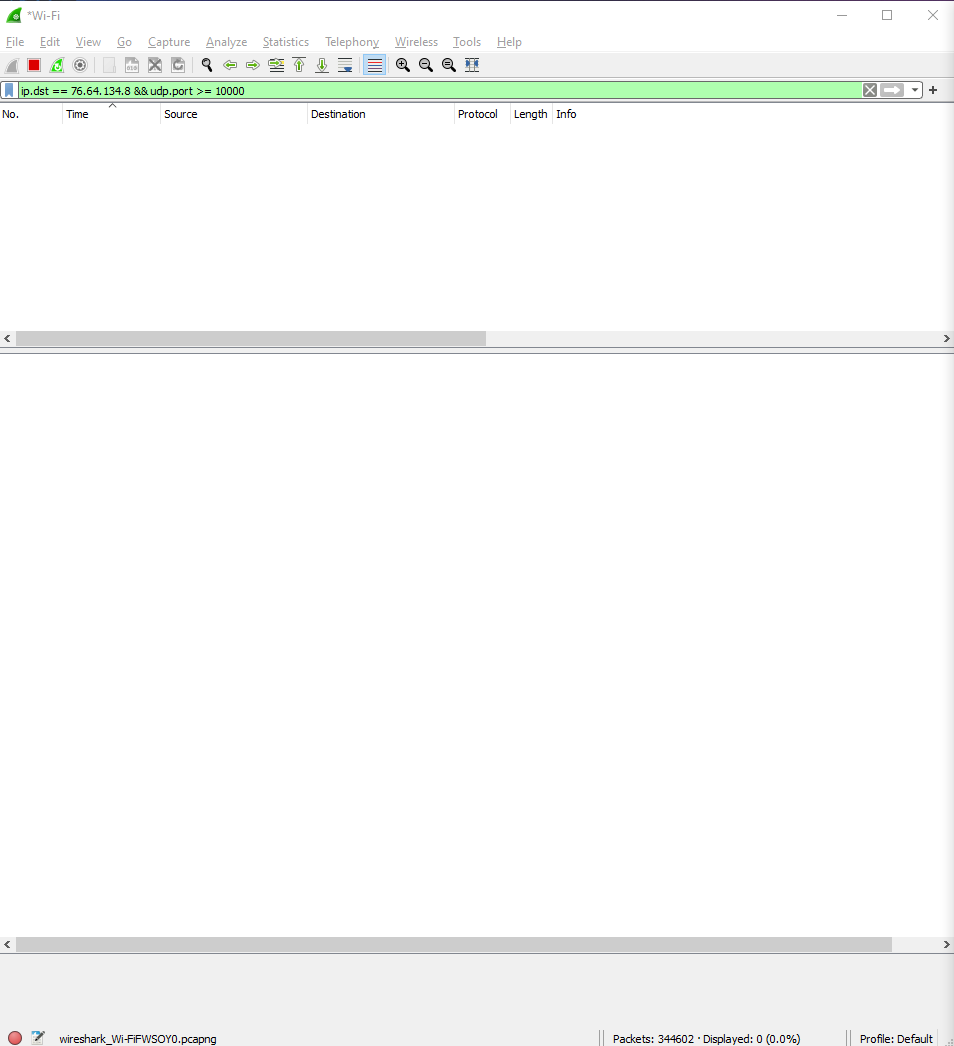 *Wi-Fi
File Edit View Go Capture Analyze Statistics Telephony Wireless Tools Help
ip.dst == 76.64.134.8 && udp.port >= 10000
No. Time Source Destination Protocol Length Info
wireshark_Wi-FiFWSOY0.pcapng Packets: 344602 · Displayed: 0 (0.0%) Profile: Default